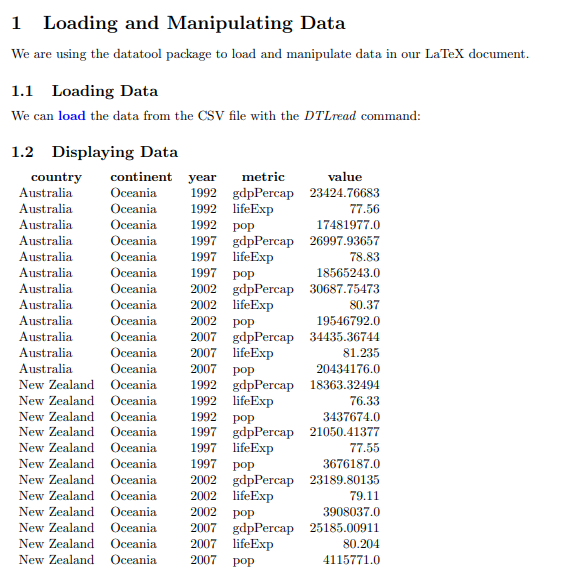 1 Loading and Manipulating Data
We are using the datatool package to load and manipulate data in our LaTeX document.
1.1 Loading Data
We can load the data from the CSV file with the DTLread command:
1.2 Displaying Data
country continent year metric value
Australia Oceania 1992 gdpPercap 23424.76683
Australia Oceania 1992 lifeExp 77.56
Australia Oceania 1992 pop 17481977.0
Australia Oceania 1997 gdpPercap 26997.93657
Australia Oceania 1997 lifeExp 78.83
Australia Oceania 1997 pop 18565243.0
Australia Oceania 2002 gdpPercap 30687.75473
Australia Oceania 2002 lifeExp 80.37
Australia Oceania 2002 pop 19546792.0
Australia Oceania 2007 gdpPercap 34435.36744
Australia Oceania 2007 lifeExp 81.235
Australia Oceania 2007 pop 20434176.0
New Zealand Oceania 1992 gdpPercap 18363.32494
New Zealand Oceania 1992 lifeExp 76.33
New Zealand Oceania 1992 pop 3437674.0
New Zealand Oceania 1997 gdpPercap 21050.41377
New Zealand Oceania 1997 lifeExp 77.55
New Zealand Oceania 1997 pop 3676187.0
New Zealand Oceania 2002 gdpPercap 23189.80135
New Zealand Oceania 2002 lifeExp 79.11
New Zealand Oceania 2002 pop 3908037.0
New Zealand Oceania 2007 gdpPercap 25185.00911
New Zealand Oceania 2007 lifeExp 80.204
New Zealand Oceania 2007 pop 4115771.0